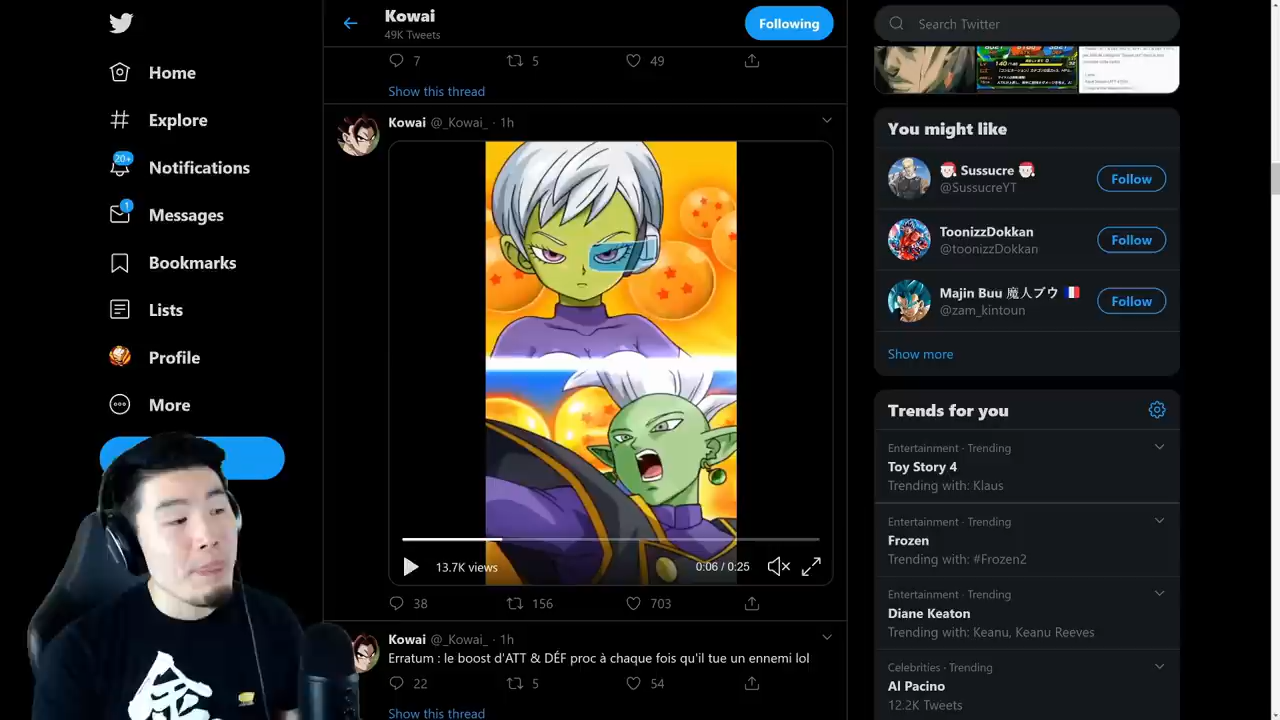 Home
Explore
20+
Notifications
1
Messages
Bookmarks
Lists
Profile
More
Kowai
49K Tweets
Following
5
49
Show this thread
Kowai @_Kowai_ · 1h
13.7K views
0:06 / 0:25
38
156
703
Kowai @_Kowai_ · 1h
Erratum : le boost d'ATT & DÉF proc à chaque fois qu'il tue un ennemi lol
22
5
54
Show this thread
Search Twitter
You might like
🎅 Sussucre 🎅
@SussucreYT
Follow
ToonizzDokkan
@toonizzDokkan
Follow
Majin Buu 魔人ブウ 🇫🇷
@zam_kintoun
Follow
Show more
Trends for you
Entertainment · Trending
Toy Story 4
Trending with: Klaus
Entertainment · Trending
Frozen
Trending with: #Frozen2
Entertainment · Trending
Diane Keaton
Trending with: Keanu, Keanu Reeves
Celebrities · Trending
Al Pacino
12.2K Tweets
金